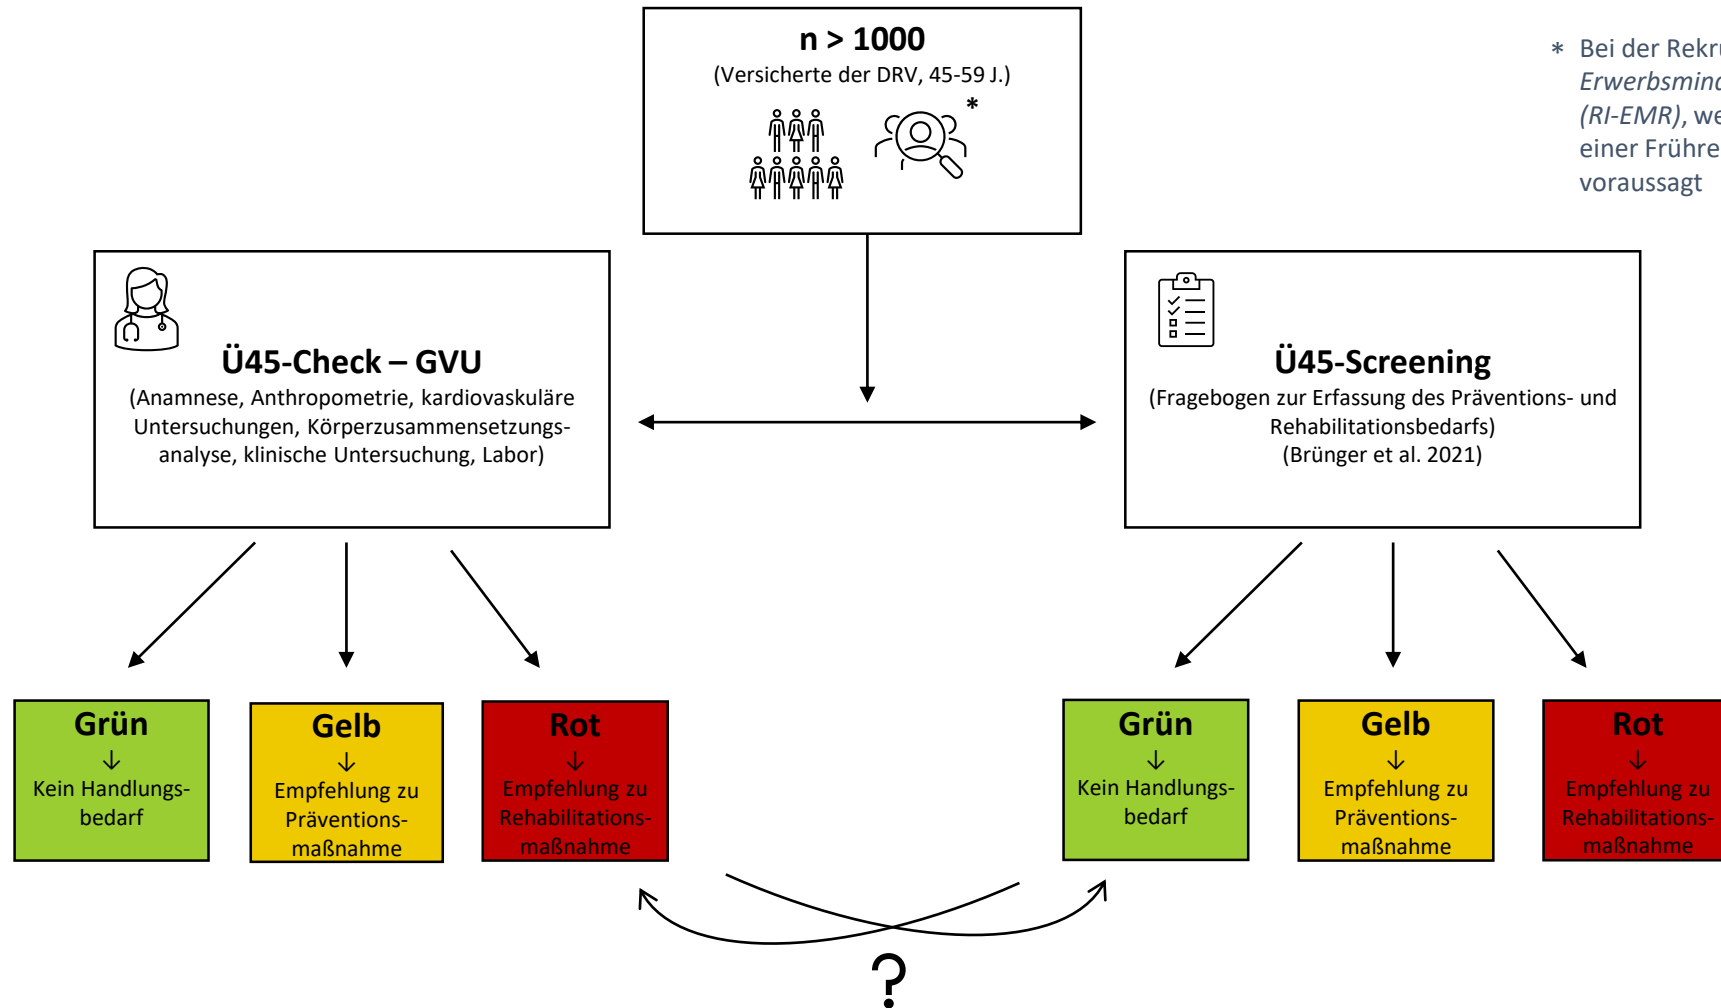 n > 1000
(Versicherte der DRV, 45-59 J.)
*
* Bei der
Erwerbsmind
(RI-EMR),
einer
voraussagt
Ü45-Check – GVU
(Anamnese, Anthropometrie, kardiovaskuläre
Untersuchungen, Körperzusammensetzungs-
analyse, klinische Untersuchung, Labor)
Ü45-Screening
(Fragebogen zur Erfassung des Präventions- und
Rehabilitationsbedarfs)
(Brünger et al. 2021)
Grün
↓
Kein Handlungs-
bedarf
Gelb
↓
Empfehlung zu
Präventions-
maßnahme
Rot
↓
Empfehlung zu
Rehabilitations-
maßnahme
Grün
↓
Kein Handlungs-
bedarf
Gelb
↓
Empfehlung zu
Präventions-
maßnahme
Rot
↓
Empfehlung zu
Rehabilitations-
maßnahme
?